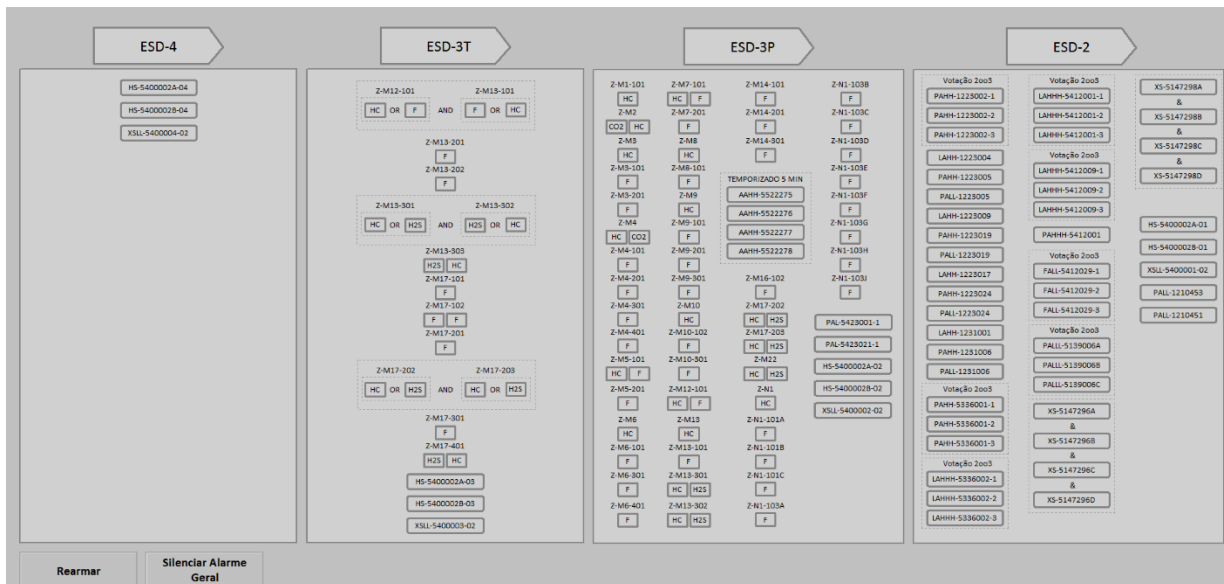 ESD-4
HS-5400002A-04
HS-5400002B-04
XSLL-5400004-02
ESD-3T
Z-M12-101 Z-M13-101
HC OR F AND F OR HC
Z-M13-201
F
Z-M13-202
F
Z-M13-301 Z-M13-302
HC OR H2S AND H2S OR HC
Z-M13-303
H2S HC
Z-M17-101
F
Z-M17-102
F F
Z-M17-201
F
Z-M17-202 Z-M17-203
HC OR H2S AND HC OR H2S
Z-M17-301
F
Z-M17-401
H2S HC
HS-5400002A-03
HS-5400002B-03
XSLL-5400003-02
ESD-3P
Z-M1-101
HC
Z-M2
CO2 HC
Z-M3
HC
Z-M3-101
F
Z-M3-201
F
Z-M4
HC CO2
Z-M4-101
F
Z-M4-201
F
Z-M4-301
F
Z-M4-401
F
Z-M5-101
HC F
Z-M5-201
F
Z-M6
HC
Z-M6-101
F
Z-M6-301
F
Z-M6-401
F
Z-M7-101
HC F
Z-M7-201
F
Z-M8
HC
Z-M8-101
F
Z-M9
HC
Z-M9-101
F
Z-M9-201
F
Z-M9-301
F
Z-M10
HC
Z-M10-102
F
Z-M10-301
F
Z-M12-101
HC F
Z-M13
HC
Z-M13-101
F
Z-M13-301
HC H2S
Z-M13-302
HC H2S
Z-M14-101
F
Z-M14-201
F
Z-M14-301
F
TEMPORIZADO 5 MIN
AAHH-5522275
AAHH-5522276
AAHH-5522277
AAHH-5522278
Z-M16-102
F
Z-M17-202
HC H2S
Z-M17-203
HC H2S
Z-M22
HC H2S
Z-N1
HC
Z-N1-101A
F
Z-N1-101B
F
Z-N1-101C
F
Z-N1-103A
F
Z-N1-103B
F
Z-N1-103C
F
Z-N1-103D
F
Z-N1-103E
F
Z-N1-103F
F
Z-N1-103G
F
Z-N1-103H
F
Z-N1-103J
F
PAL-5423001-1
PAL-5423021-1
HS-5400002A-02
HS-5400002B-02
XSLL-5400002-02
ESD-2
Votação 2oo3
PAHH-1223002-1
PAHH-1223002-2
PAHH-1223002-3
LAHH-1223004
PAHH-1223005
PALL-1223005
LAHH-1223009
PAHH-1223019
PALL-1223019
LAHH-1223017
PAHH-1223024
PALL-1223024
LAHH-1231001
PAHH-1231006
PALL-1231006
Votação 2oo3
PAHH-5336001-1
PAHH-5336001-2
PAHH-5336001-3
Votação 2oo3
LAHHH-5336002-1
LAHHH-5336002-2
LAHHH-5336002-3
Votação 2oo3
LAHHH-5412001-1
LAHHH-5412001-2
LAHHH-5412001-3
Votação 2oo3
LAHHH-5412009-1
LAHHH-5412009-2
LAHHH-5412009-3
PAHHH-5412001
Votação 2oo3
FALL-5412029-1
FALL-5412029-2
FALL-5412029-3
Votação 2oo3
PALLL-5139006A
PALLL-5139006B
PALLL-5139006C
XS-5147296A
&
XS-5147296B
&
XS-5147296C
&
XS-5147296D
XS-5147298A
&
XS-5147298B
&
XS-5147298C
&
XS-5147298D
HS-5400002A-01
HS-5400002B-01
XSLL-5400001-02
PALL-1210453
PALL-1210451
Rearmar
Silenciar Alarme
Geral